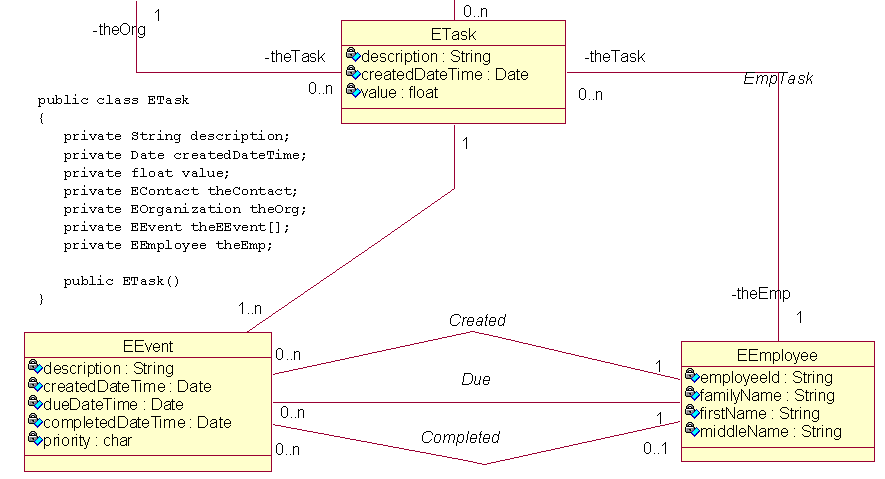 1
0..n
-theOrg
ETask
-theTask
description : String
-theTask
createdDateTime : Date
EmpTask
0..n
value : float
0..n
public class ETask
{
private String description;
private Date createdDateTime;
private float value;
private EContact theContact;
private EOrganization theOrg;
private EEvent theEEvent[];
private EEmployee theEmp;
public ETask()
}
1
-theEmp
1..n
1
Created
EEvent
0..n
1
EEmployee
description : String
createdDateTime : Date
dueDateTime : Date
completedDateTime : Date
priority : char
Due
employeeId : String
familyName : String
firstName : String
middleName : String
0..n
1
Completed
0..n
0..1